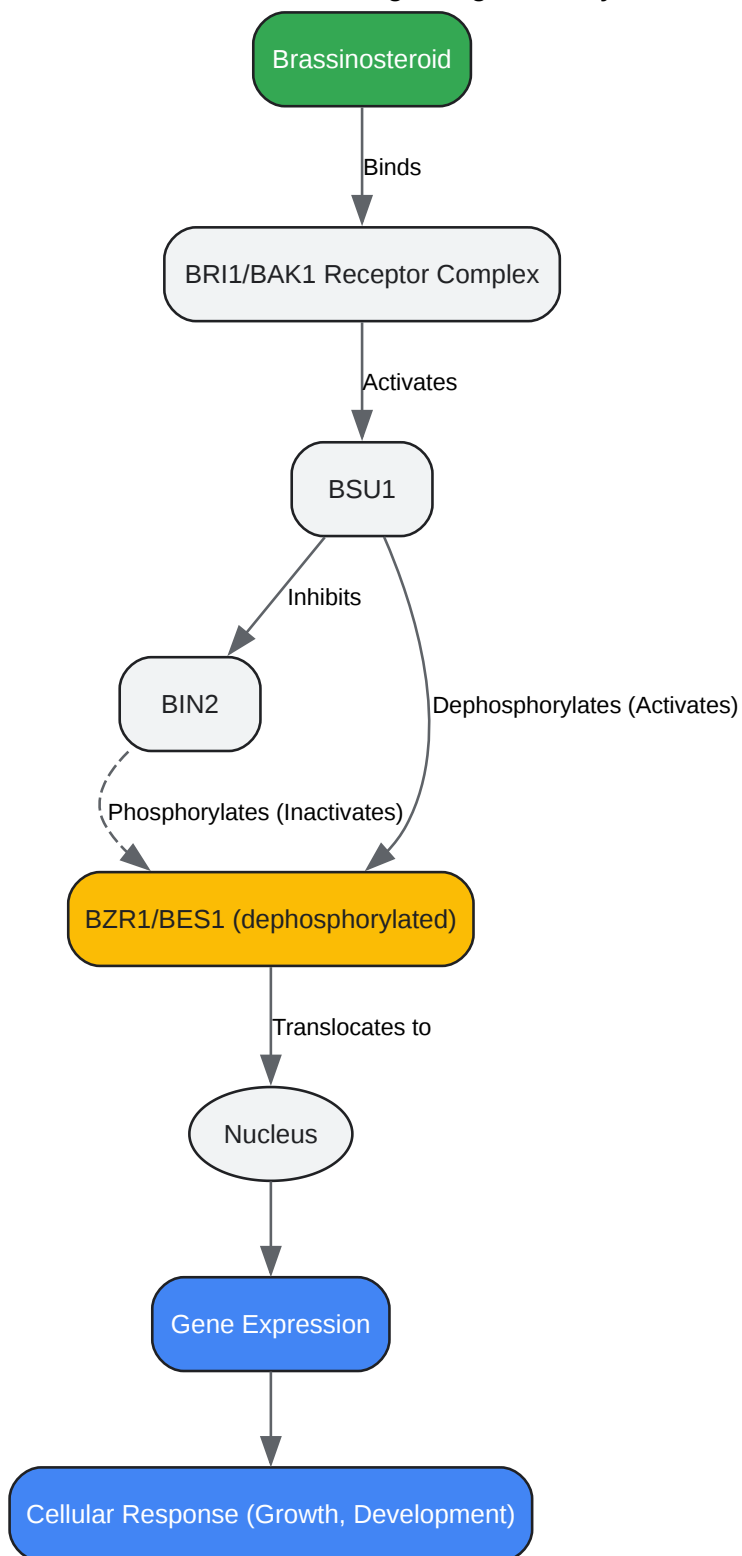 Brassinosteroid
Binds
BRI1/BAK1 Receptor Complex
Activates
BSU1
Inhibits
BIN2
Dephosphorylates (Activates)
Phosphorylates (Inactivates)
BZR1/BES1 (dephosphorylated)
Translocates to
Nucleus
Gene Expression
Cellular Response (Growth, Development)